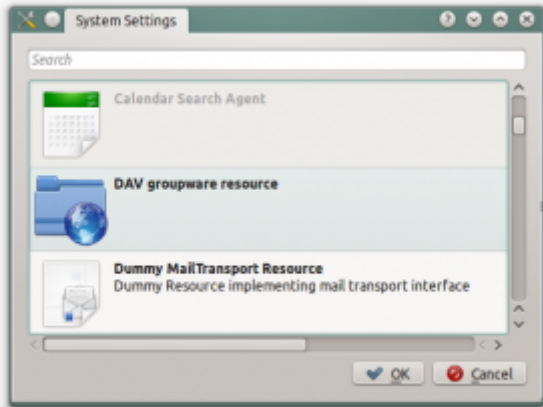 System Settings
Search
Calendar Search Agent
DAV groupware resource
Dummy MailTransport Resource
Dummy Resource implementing mail transport interface
OK
Cancel